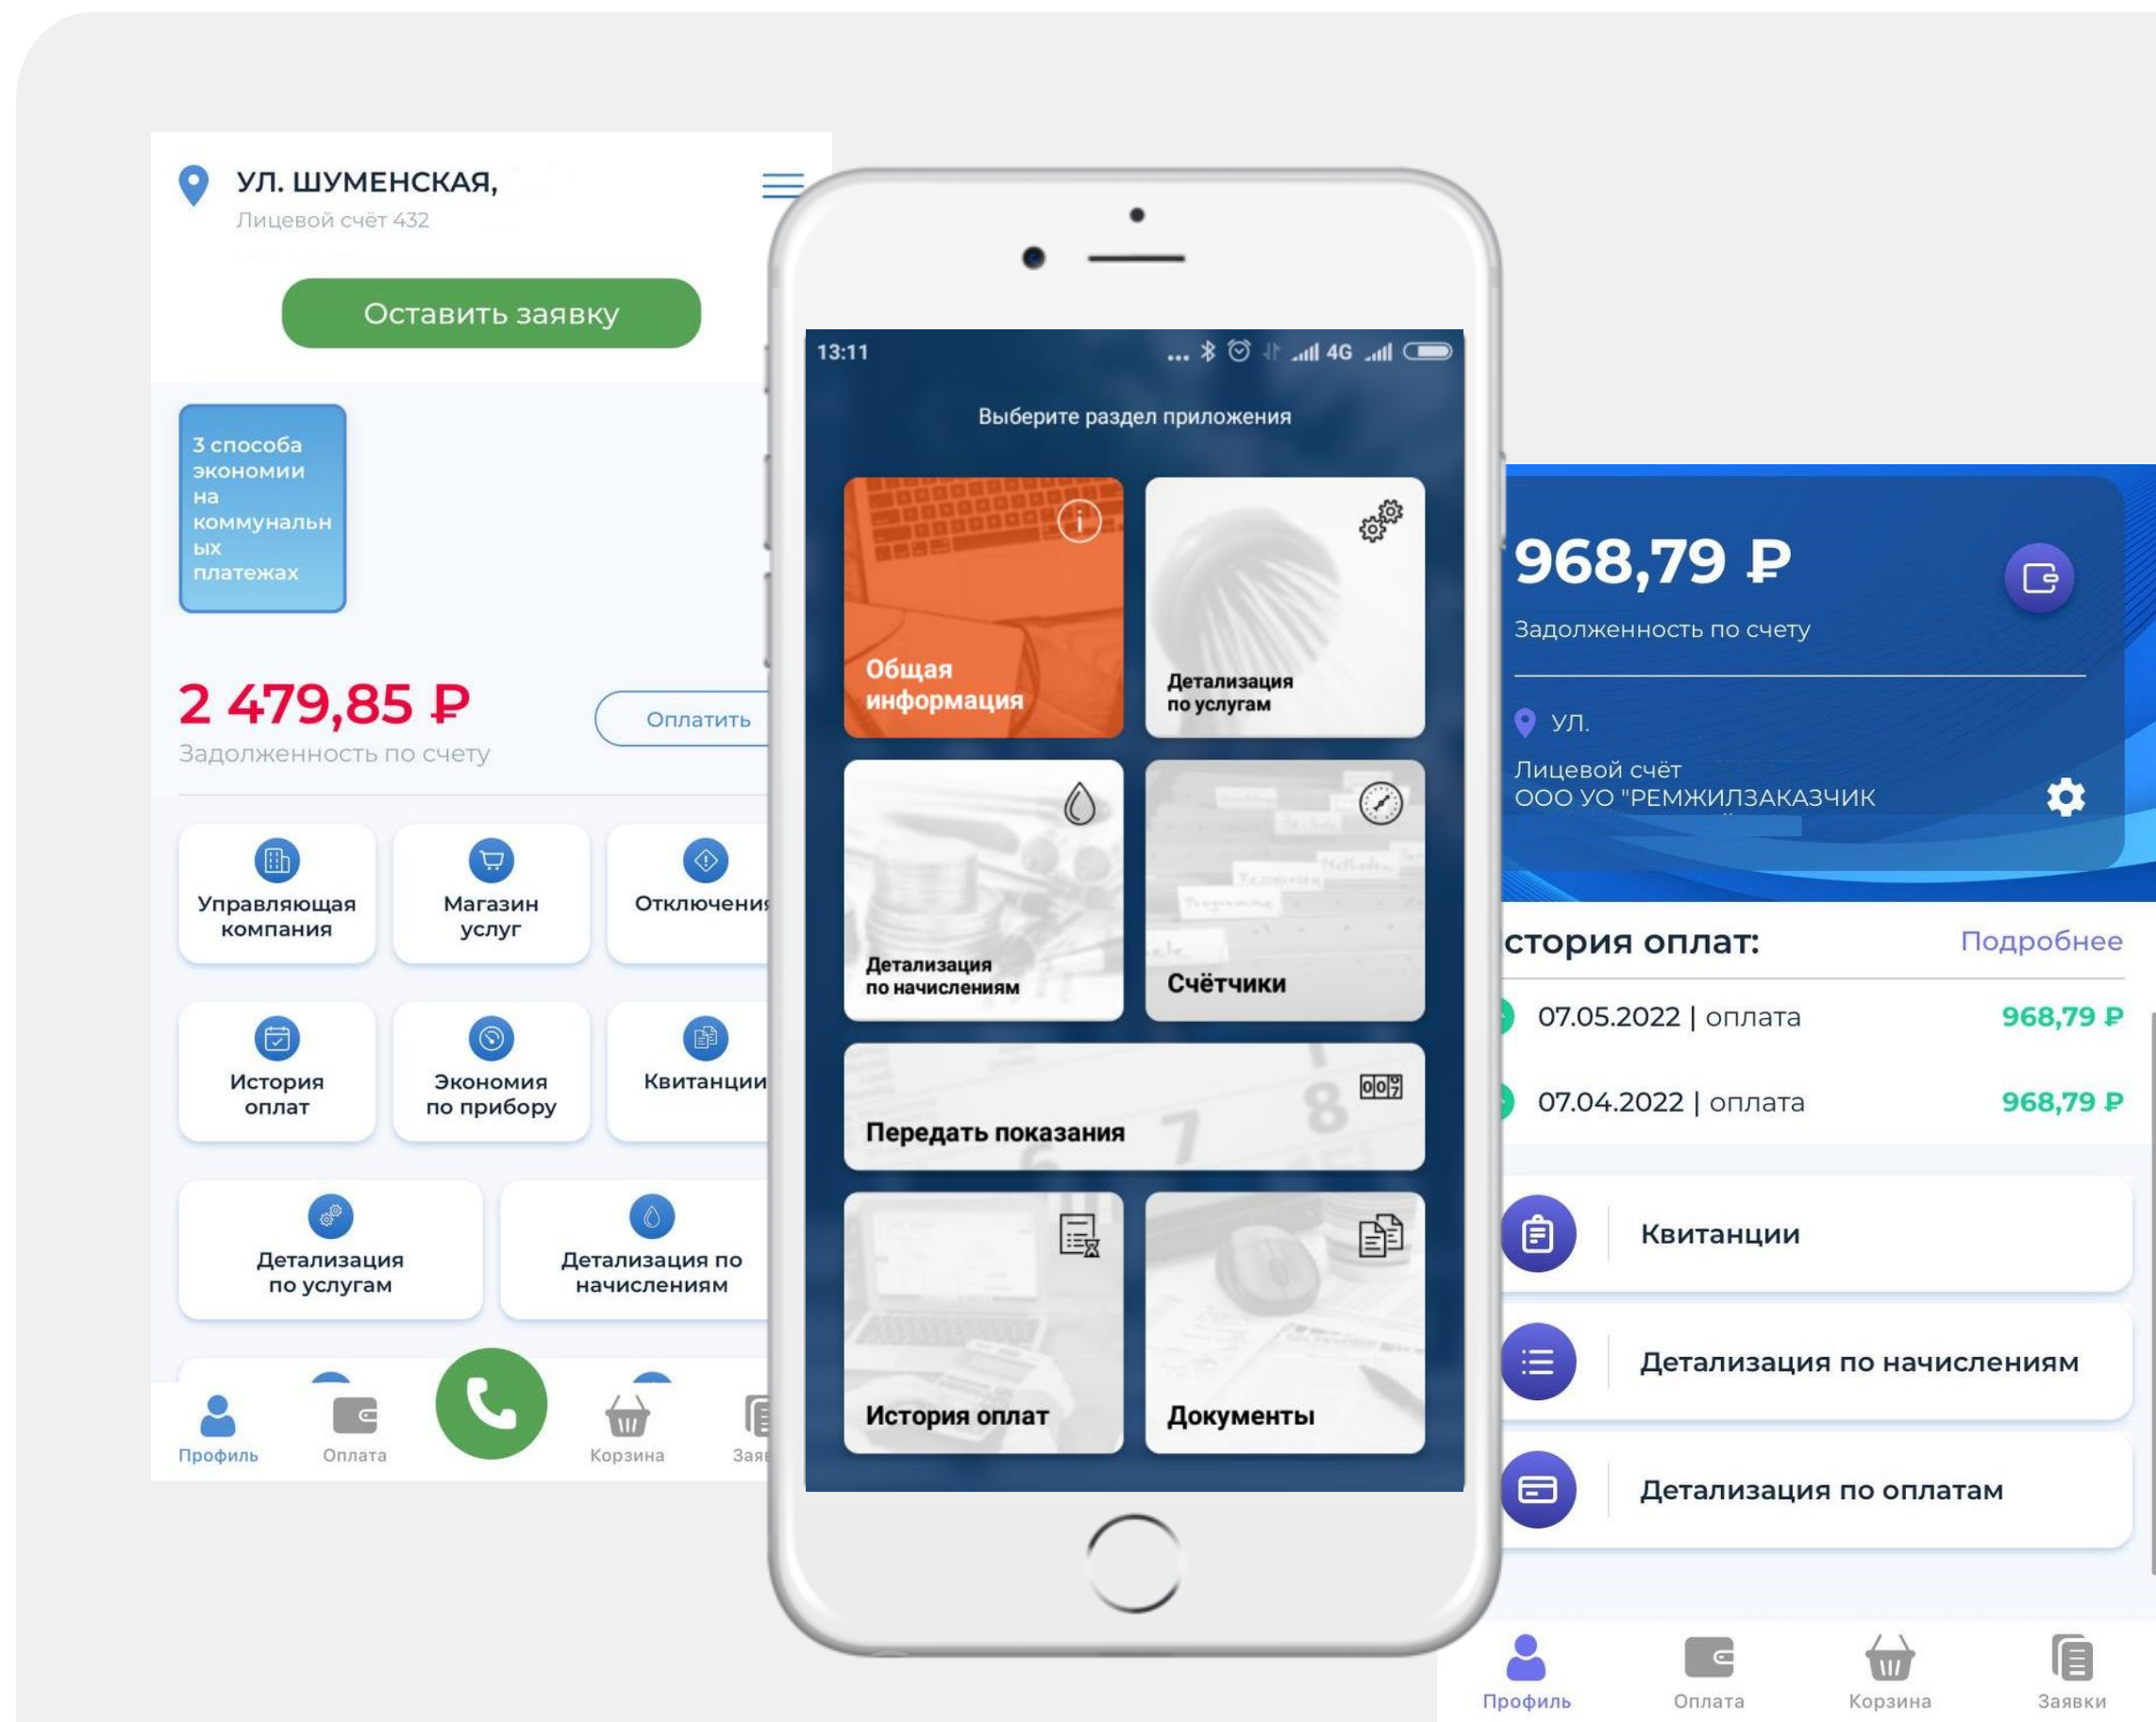 УЛ. ШУМЕНСКАЯ,
Лицевой счёт 432
Оставить заявку
3 способа
экономии
на
коммунальн
ых
платежах
2 479,85 ₽
Задолженность по счету
Оплатить
Управляющая
компания
Магазин
услуг
Отключения
История
оплат
Экономия
по прибору
Квитанции
Детализация
по услугам
Детализация по
начислениям
Профиль
Оплата
Корзина
13:11
... 4G
Выберите раздел приложения
Общая
информация
Детализация
по услугам
Детализация
по начислениям
Счётчики
Передать показания
История оплат
Документы
968,79 ₽
Задолженность по счету
УЛ.
Лицевой счёт
ООО УО "РЕМЖИЛЗАКАЗЧИК
стория оплат:
Подробнее
07.05.2022 | оплата
968,79 ₽
07.04.2022 | оплата
968,79 ₽
Квитанции
Детализация по начислениям
Детализация по оплатам
Профиль
Оплата
Корзина
Заявки